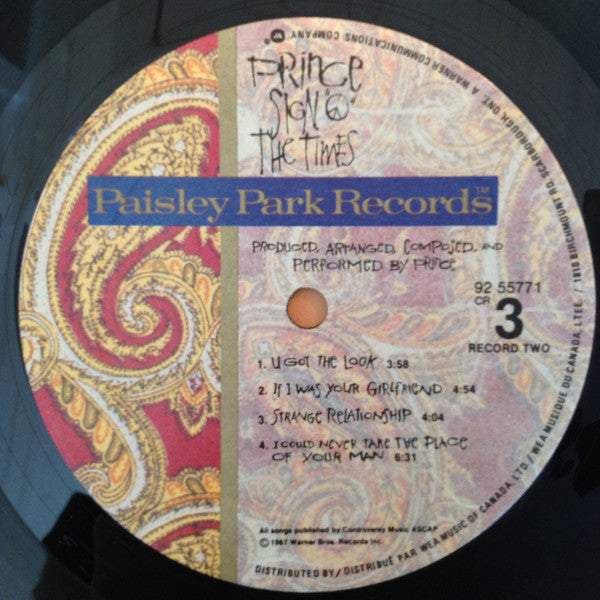 PRINCE
SIGN "☮"
THE TIMES
Paisley Park Records™
PRODUCED, ARRANGED, COMPOSED, AND
PERFORMED BY PRINCE
92 55771
CR
3
RECORD TWO
1. U GOT THE LOOK 3:58
2. IF I WAS YOUR GIRLFRIEND 4:54
3. STRANGE RELATIONSHIP 4:04
4. I COULD NEVER TAKE THE PLACE
OF YOUR MAN 6:31
All songs published by Controversy Music ASCAP
©1987 Warner Bros. Records Inc.
DISTRIBUTED BY/DISTRIBUÉ PAR WEA MUSIC OF CANADA, LTD./WEA MUSIQUE DU CANADA, LTEE. / 1810 BIRCHMOUNT RD. SCARBOROUGH, ONT. A WARNER COMMUNICATIONS COMPANY